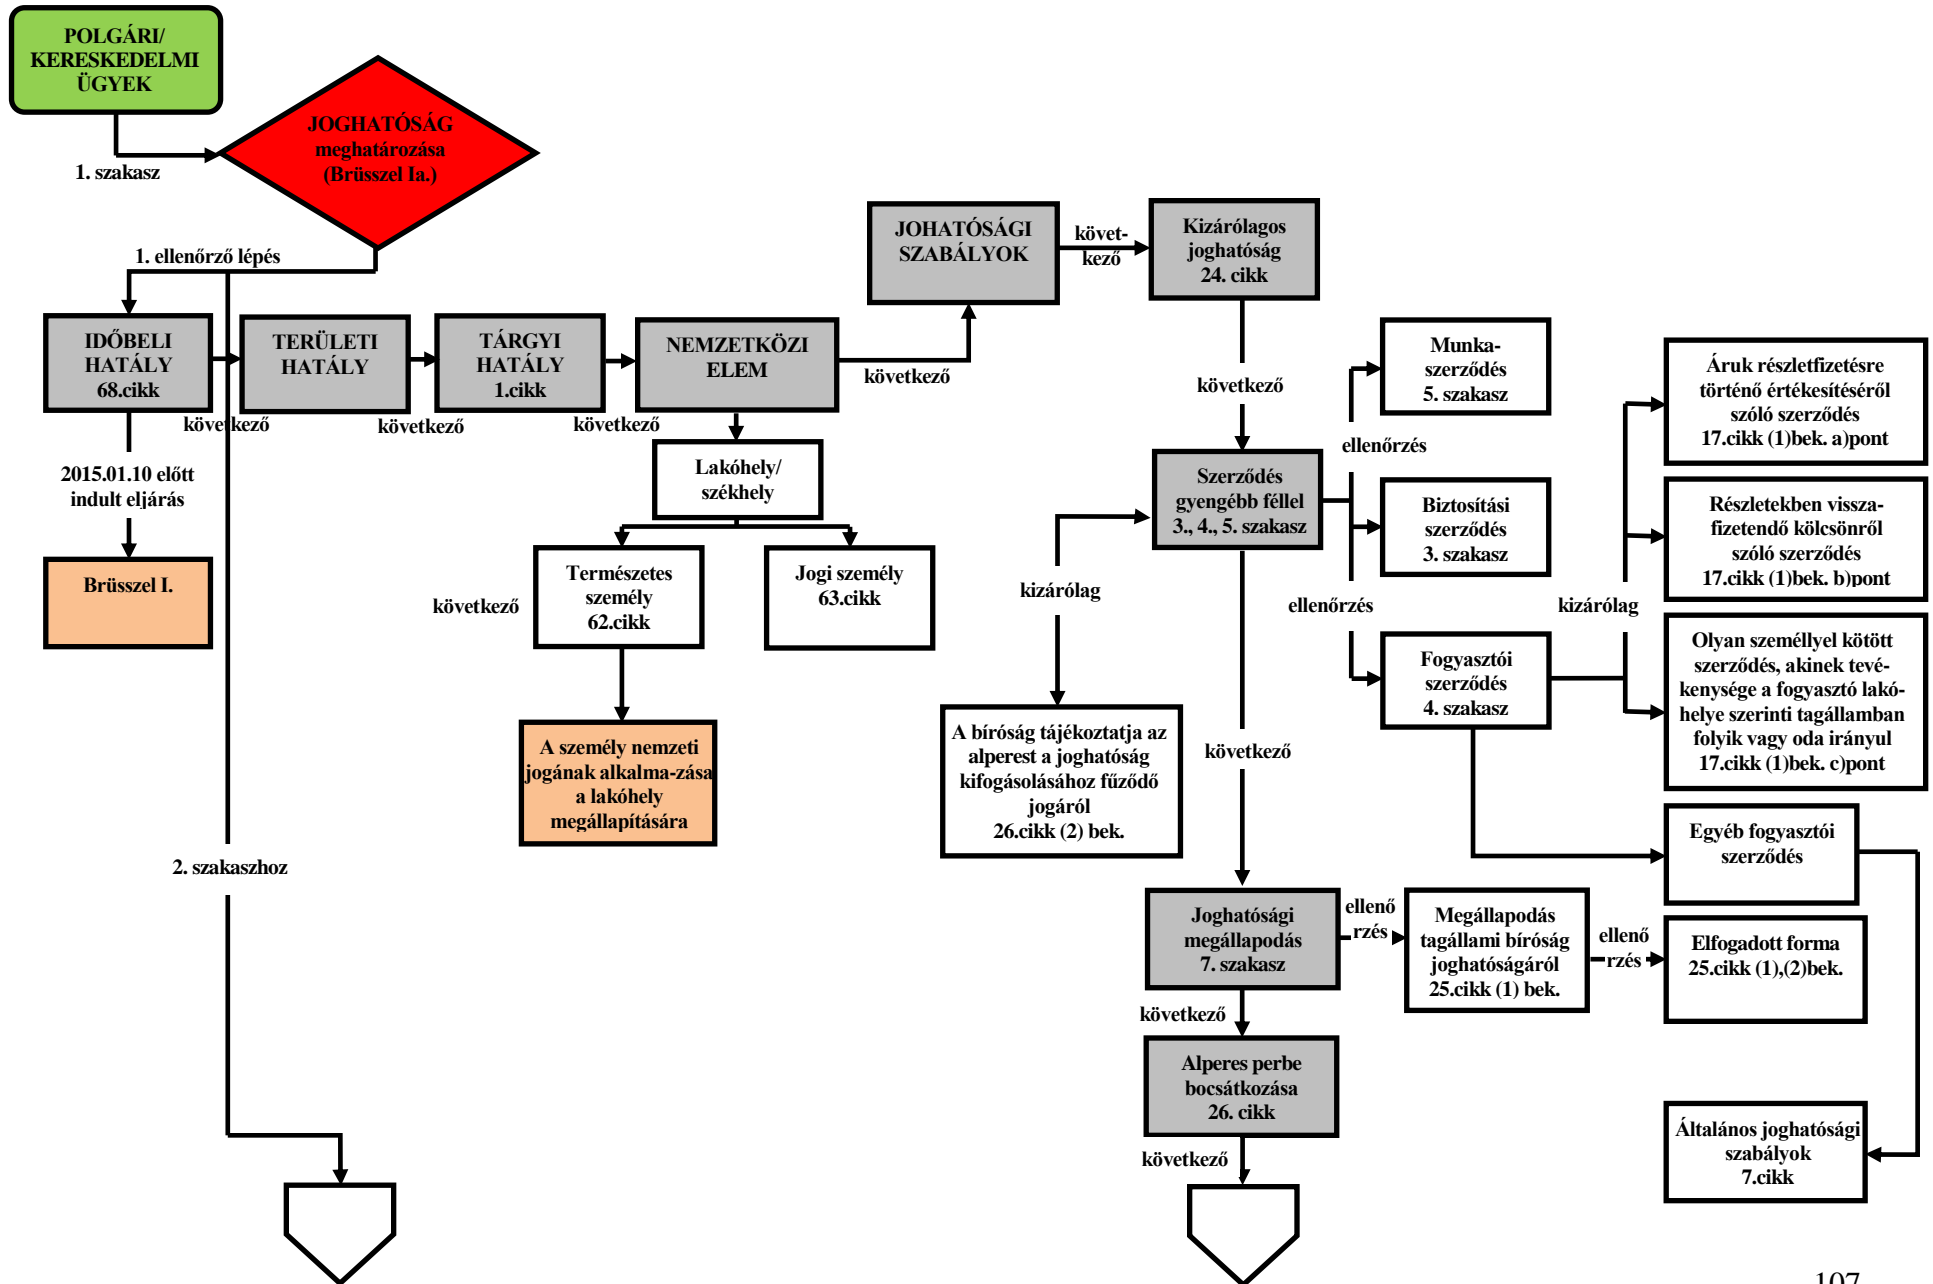 POLGÁRI/
KERESKEDELMI
ÜGYEK
1. szakasz
JOGHATÓSÁG
meghatározása
(Brüsszel Ia.)
1. ellenőrző lépés
IDŐBELI
HATÁLY
68.cikk
következő
TERÜLETI
HATÁLY
következő
TÁRGYI
HATÁLY
1.cikk
következő
NEMZETKÖZI
ELEM
következő
JOHATÓSÁGI
SZABÁLYOK
követ-
kező
Kizárólagos
joghatóság
24. cikk
következő
2015.01.10 előtt
indult eljárás
Brüsszel I.
Lakóhely/
székhely
következő
Természetes
személy
62.cikk
Jogi személy
63.cikk
A személy nemzeti
jogának alkalma-zása
a lakóhely
megállapítására
2. szakaszhoz
Szerződés
gyengébb féllel
3., 4., 5. szakasz
kizárólag
A bíróság tájékoztatja az
alperest a joghatóság
kifogásolásához fűződő
jogáról
26.cikk (2) bek.
következő
ellenőrzés
Munka-
szerződés
5. szakasz
Biztosítási
szerződés
3. szakasz
ellenőrzés
Fogyasztói
szerződés
4. szakasz
kizárólag
Áruk részletfizetésre
történő értékesítéséről
szóló szerződés
17.cikk (1)bek. a)pont
Részletekben vissza-
fizetendő kölcsönről
szóló szerződés
17.cikk (1)bek. b)pont
Olyan személlyel kötött
szerződés, akinek tevé-
kenysége a fogyasztó lakó-
helye szerinti tagállamban
folyik vagy oda irányul
17.cikk (1)bek. c)pont
Egyéb fogyasztói
szerződés
Joghatósági
megállapodás
7. szakasz
ellenő
rzés
Megállapodás
tagállami bíróság
joghatóságáról
25.cikk (1) bek.
ellenő
rzés
Elfogadott forma
25.cikk (1),(2)bek.
következő
Alperes perbe
bocsátkozása
26. cikk
következő
Általános joghatósági
szabályok
7.cikk
107